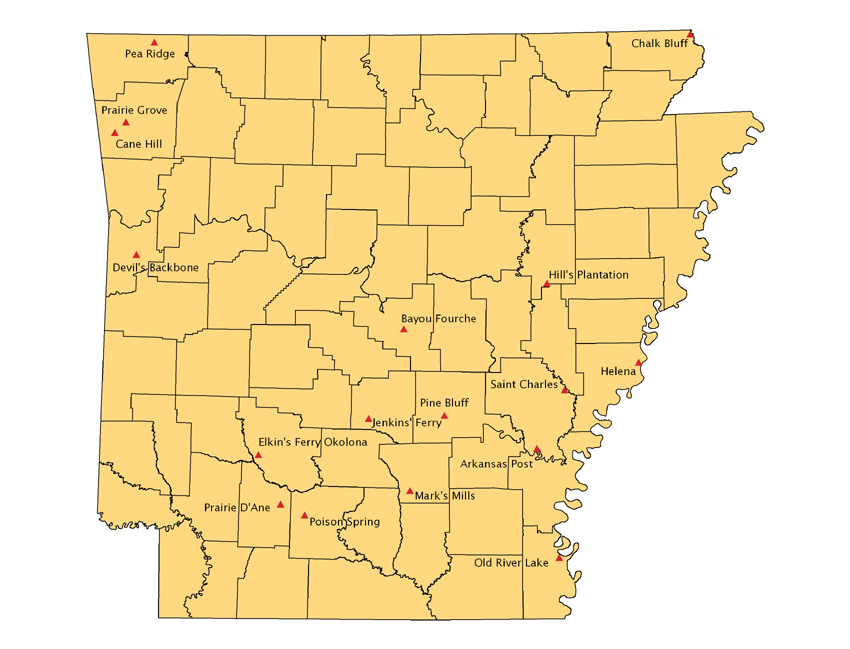 Chalk Bluff
Pea Ridge
Prairie Grove
Cane Hill
Devil's Backbone
Hill's Plantation
Bayou Fourche
Helena
Saint Charles
Pine Bluff
Jenkins' Ferry
Elkin's Ferry Okolona
Arkansas Post
Mark's Mills
Prairie D'Ane
Poison Spring
Old River Lake